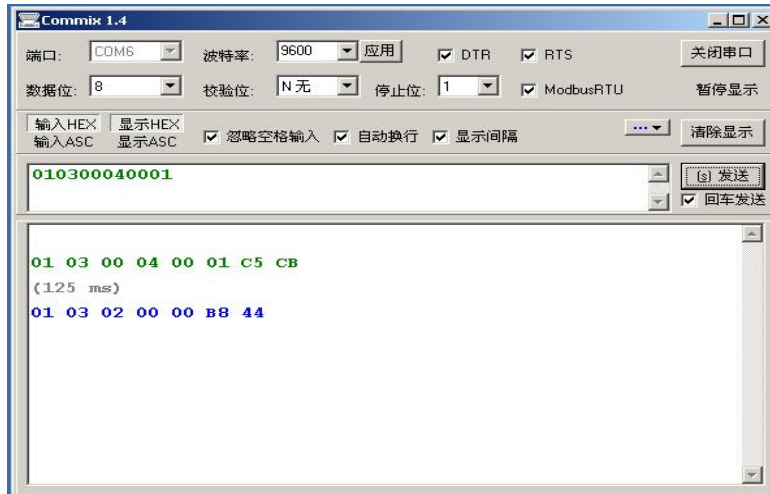 Commix 1.4
端口: COM6 波特率: 9600 应用 DTR RTS 关闭串口
数据位: 8 校验位: N 无 停止位: 1 ModbusRTU 暂停显示
输入HEX 显示HEX 忽略空格输入 自动换行 显示间隔 ... 清除显示
输入ASC 显示ASC
010300040001 (s) 发送
回车发送
01 03 00 04 00 01 C5 CB
(125 ms)
01 03 02 00 00 B8 44